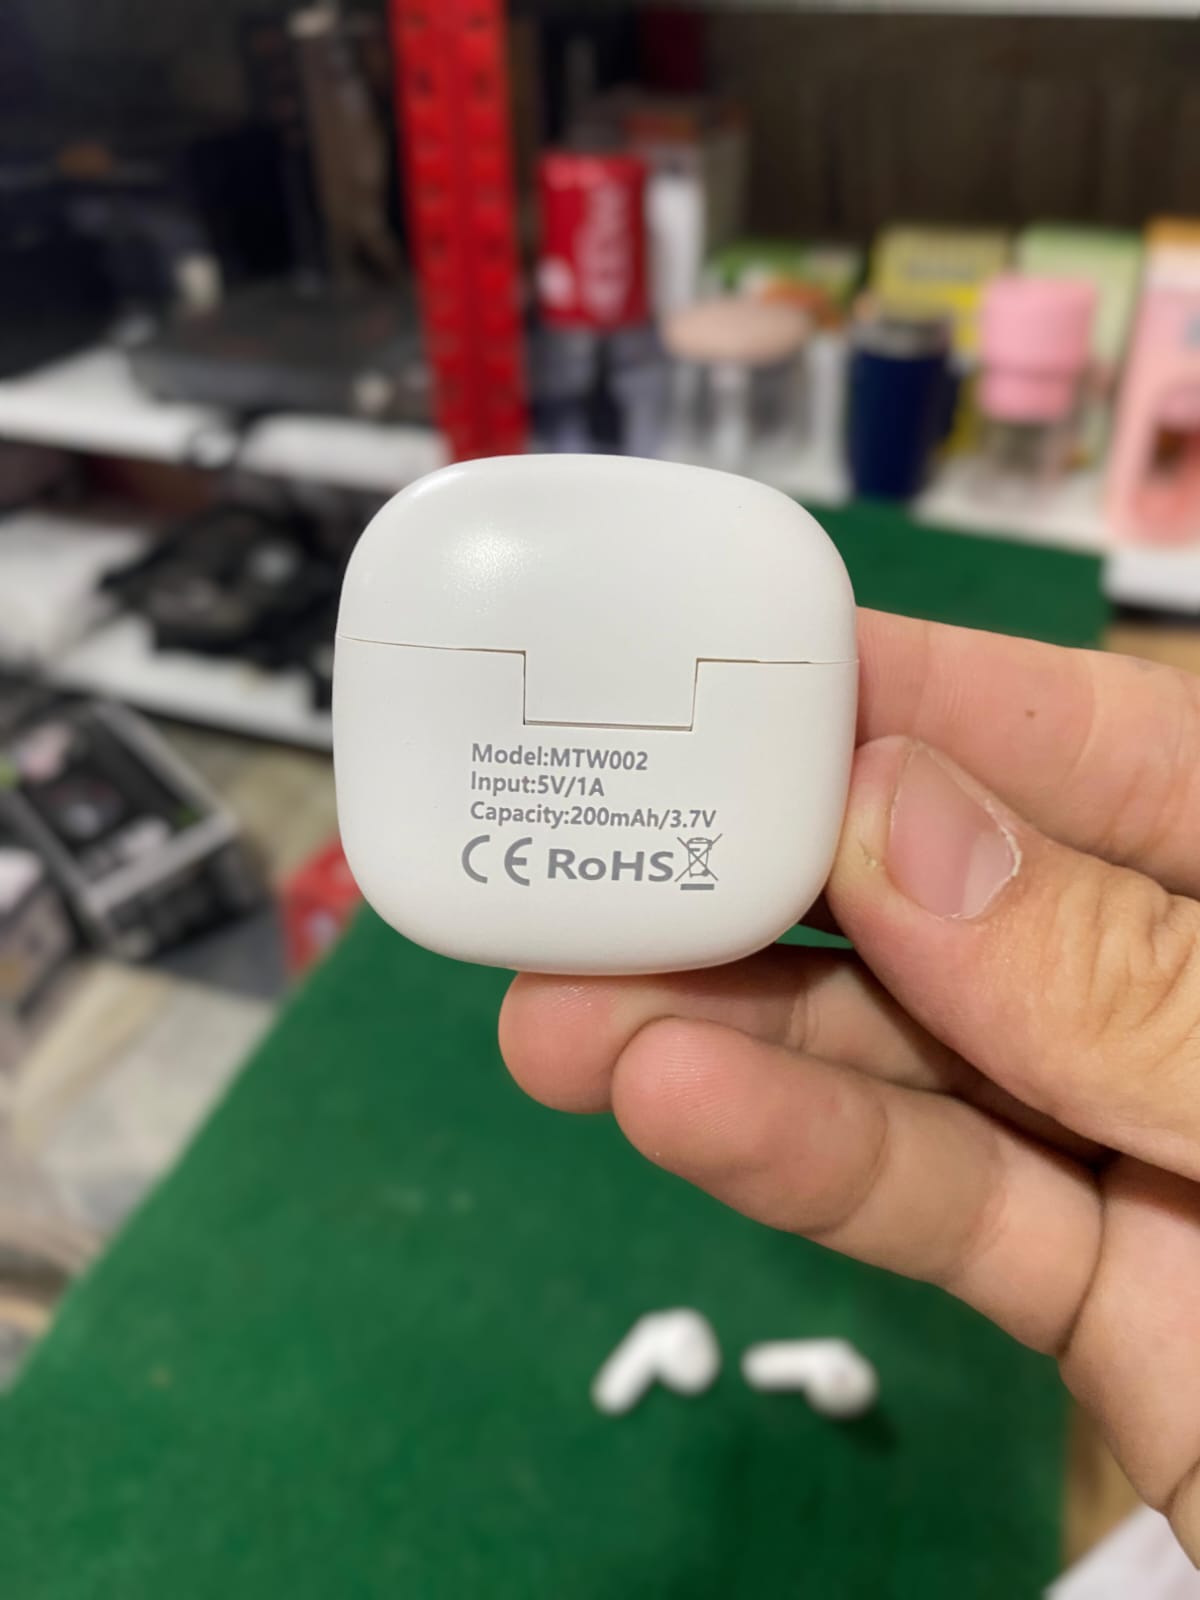 Model:MTW002
Input:5V/1A
Capacity:200mAh/3.7V
CE RoHS